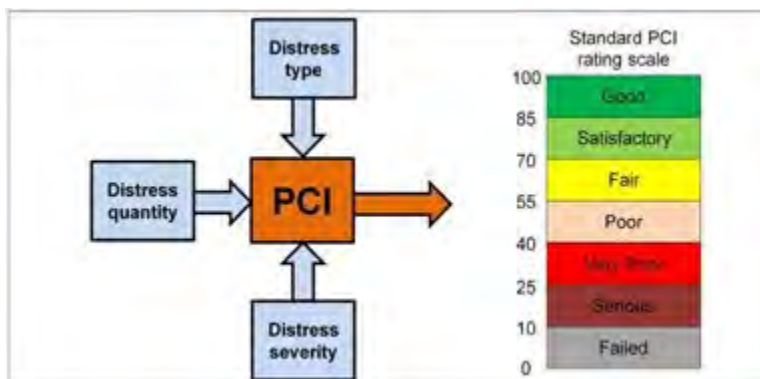 Distress
type
Distress
quantity
PCI
Distress
severity
Standard PCI
rating scale
100
Good
85
Satisfactory
70
Fair
55
Poor
40
Very Poor
25
Serious
10
Failed
0